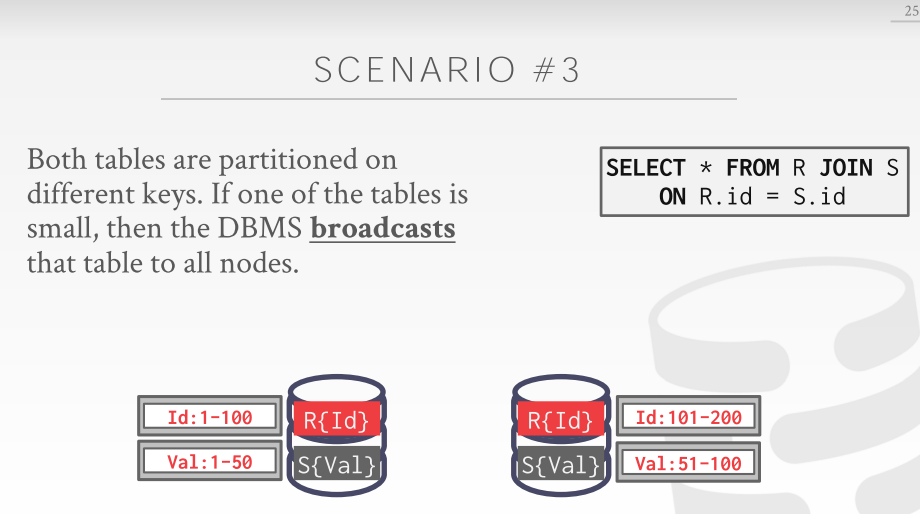 25
SCENARIO #3
Both tables are partitioned on
different keys. If one of the tables is
small, then the DBMS broadcasts
that table to all nodes.
SELECT * FROM R JOIN S
ON R.id = S.id
Id:1-100
R{Id}
Val:1-50
S{Val}
R{Id}
Id:101-200
S{Val}
Val:51-100